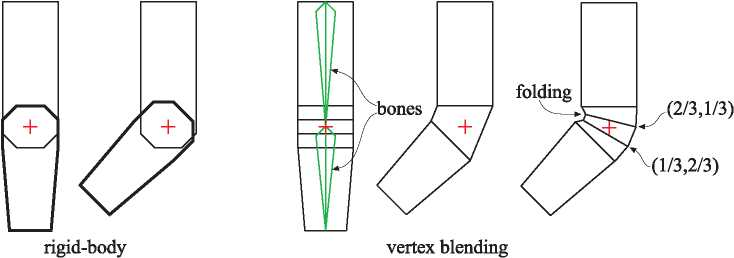 folding
bones
(2/3,1/3)
(1/3,2/3)
rigid-body
vertex blending